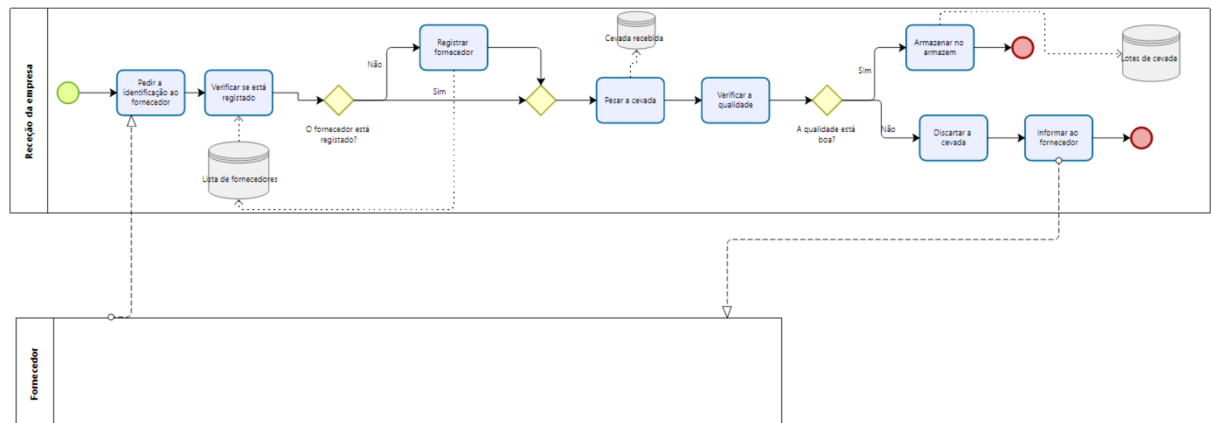 Receção da empresa
Pedir a
identificação ao
fornecedor
Verificar se está
registado
Lista de fornecedores
O fornecedor está
registado?
Não
Sim
Registrar
fornecedor
Cevada recebida
Pesar a cevada
Verificar a
qualidade
A qualidade está
boa?
Sim
Não
Armazenar no
armazem
Lotes de cevada
Discartar a
cevada
Informar ao
fornecedor
Fornecedor